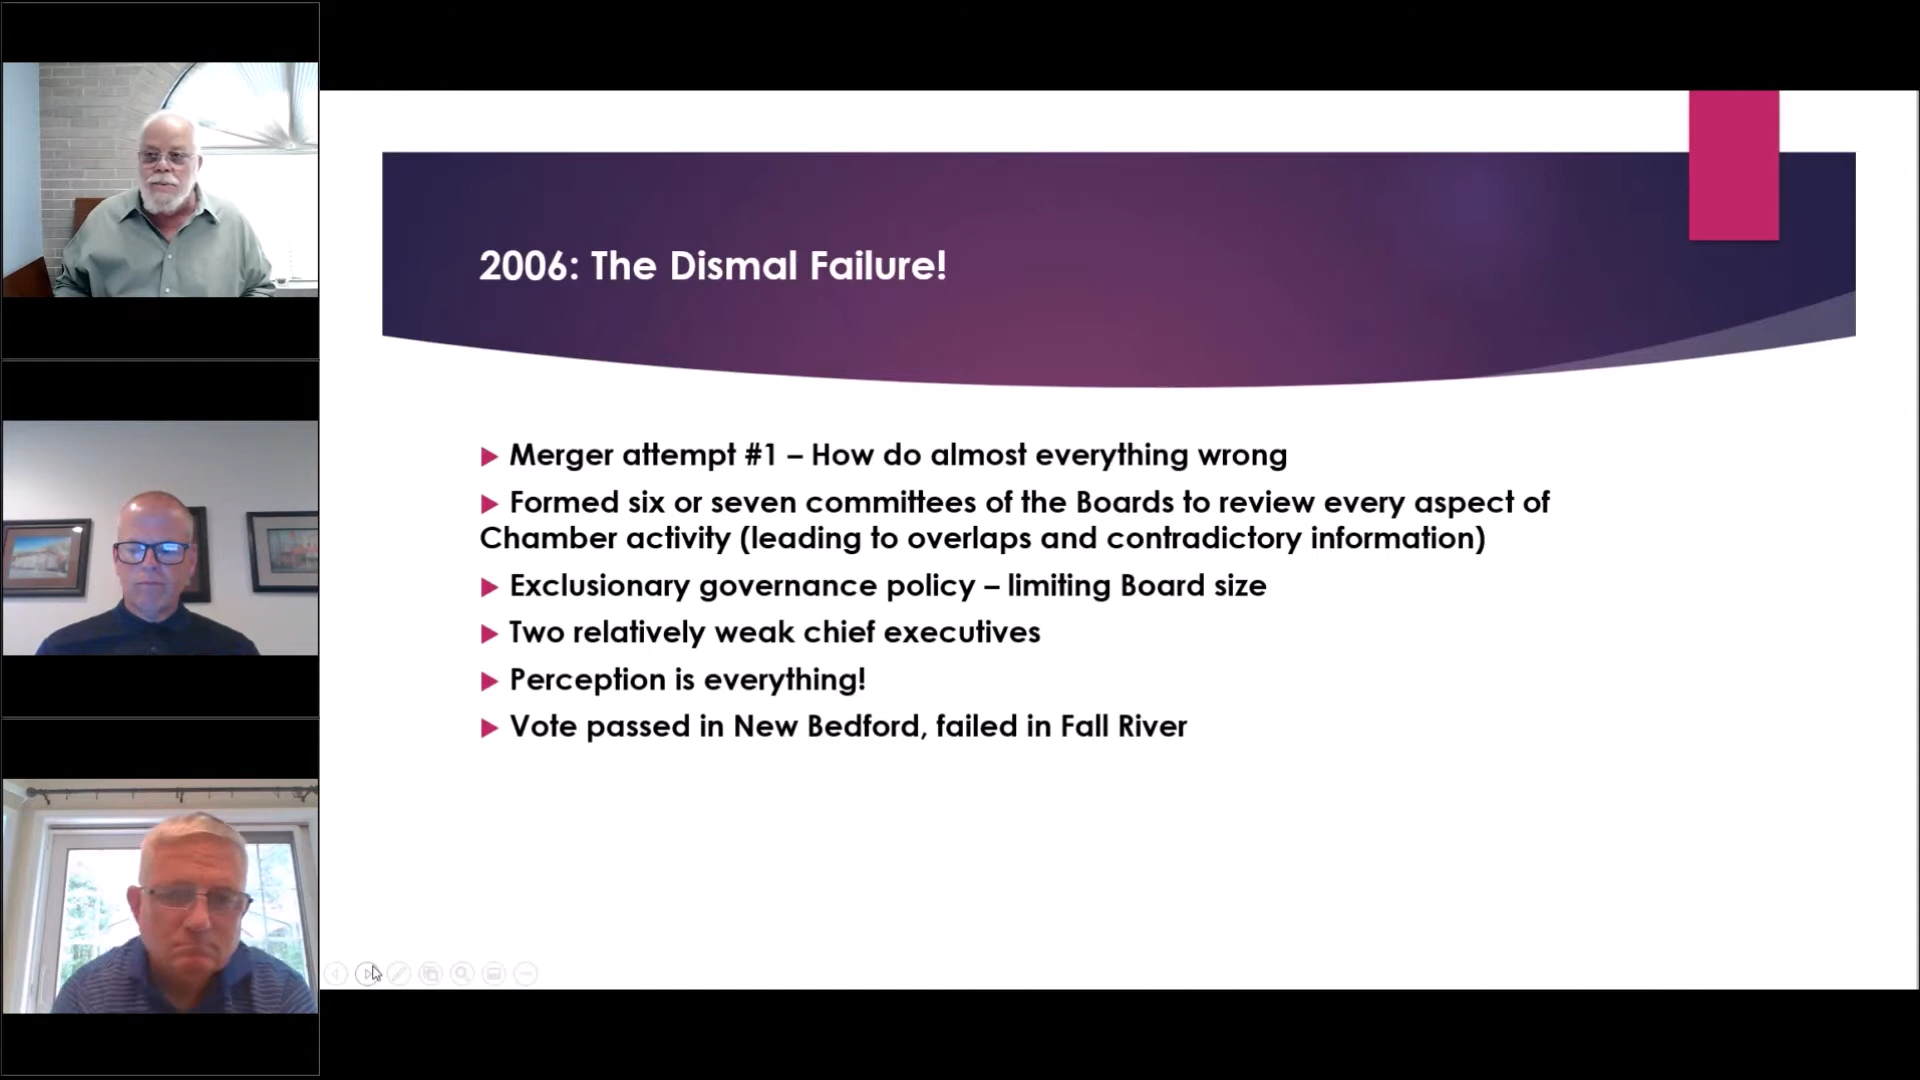 2006: The Dismal Failure!
Merger attempt #1 – How do almost everything wrong
Formed six or seven committees of the Boards to review every aspect of
Chamber activity (leading to overlaps and contradictory information)
Exclusionary governance policy – limiting Board size
Two relatively weak chief executives
Perception is everything!
Vote passed in New Bedford, failed in Fall River